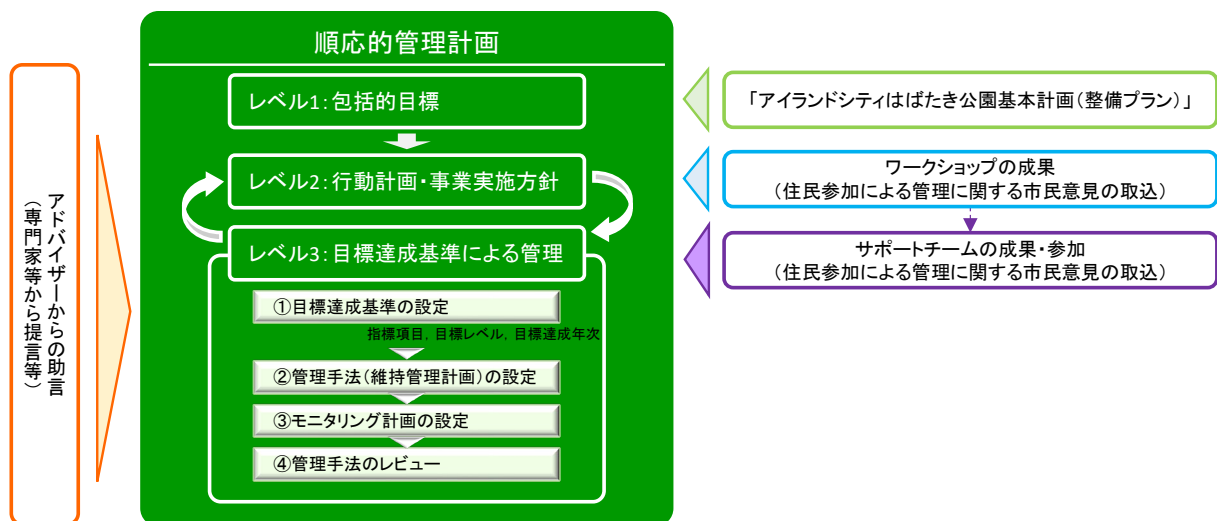 順応的管理計画
レベル1:包括的目標
レベル2:行動計画・事業実施方針
レベル3:目標達成基準による管理
①目標達成基準の設定
指標項目，目標レベル，目標達成年次
②管理手法(維持管理計画)の設定
③モニタリング計画の設定
④管理手法のレビュー
アドバイザーからの助言
(専門家等から提言等)
「アイランドシティはばたき公園基本計画(整備プラン)」
ワークショップの成果
(住民参加による管理に関する市民意見の取込)
サポートチームの成果・参加
(住民参加による管理に関する市民意見の取込)